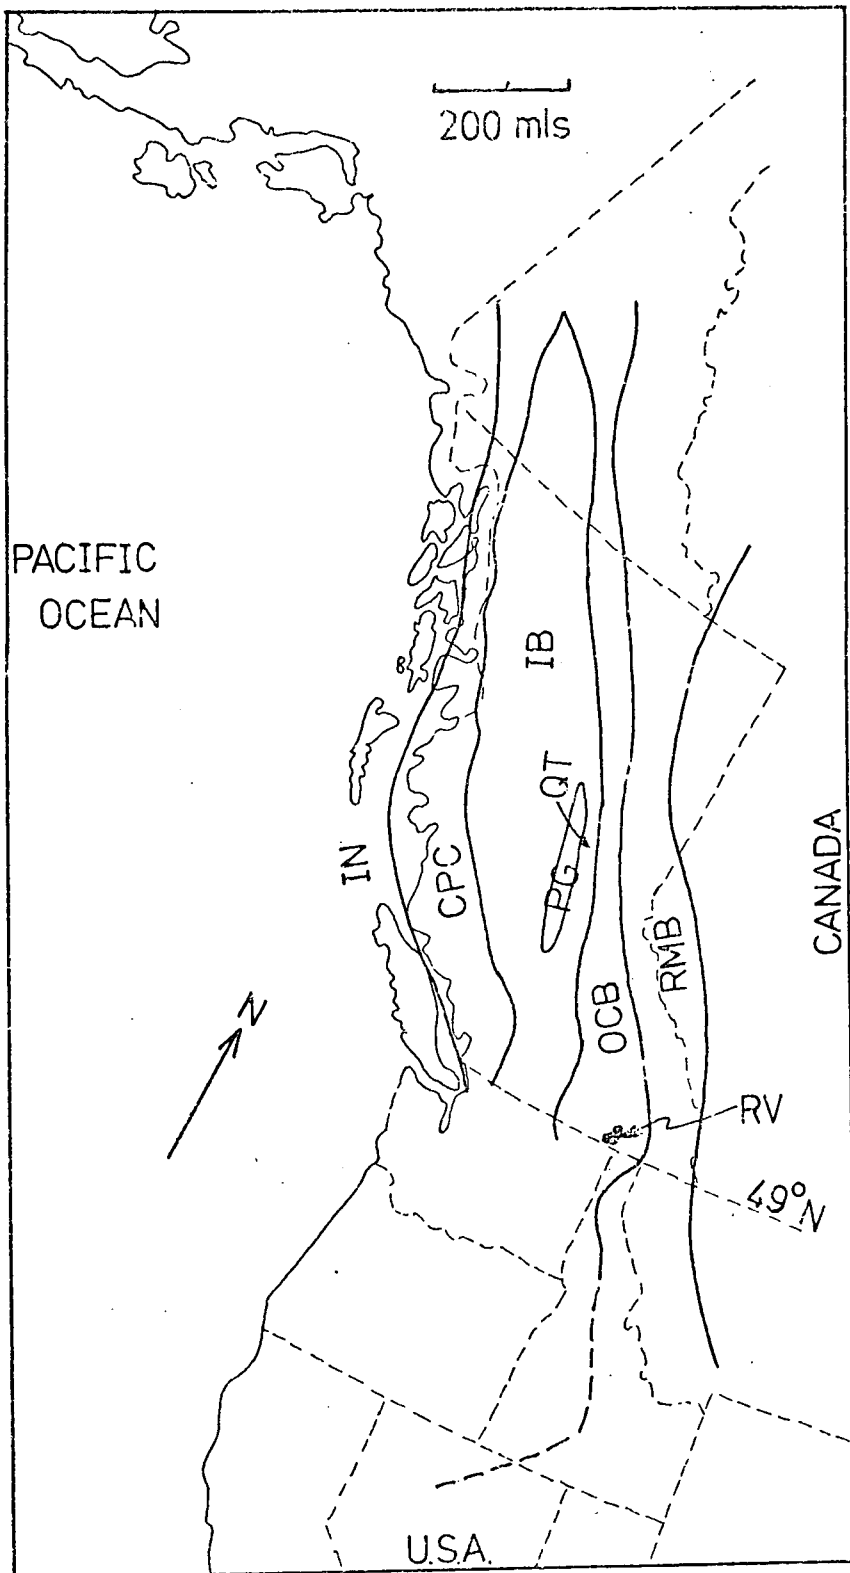 200 mls
PACIFIC
OCEAN
IB
QT
IN
CPC
PG
RMB
CANADA
OCB
N
RV
49°N
U.S.A.